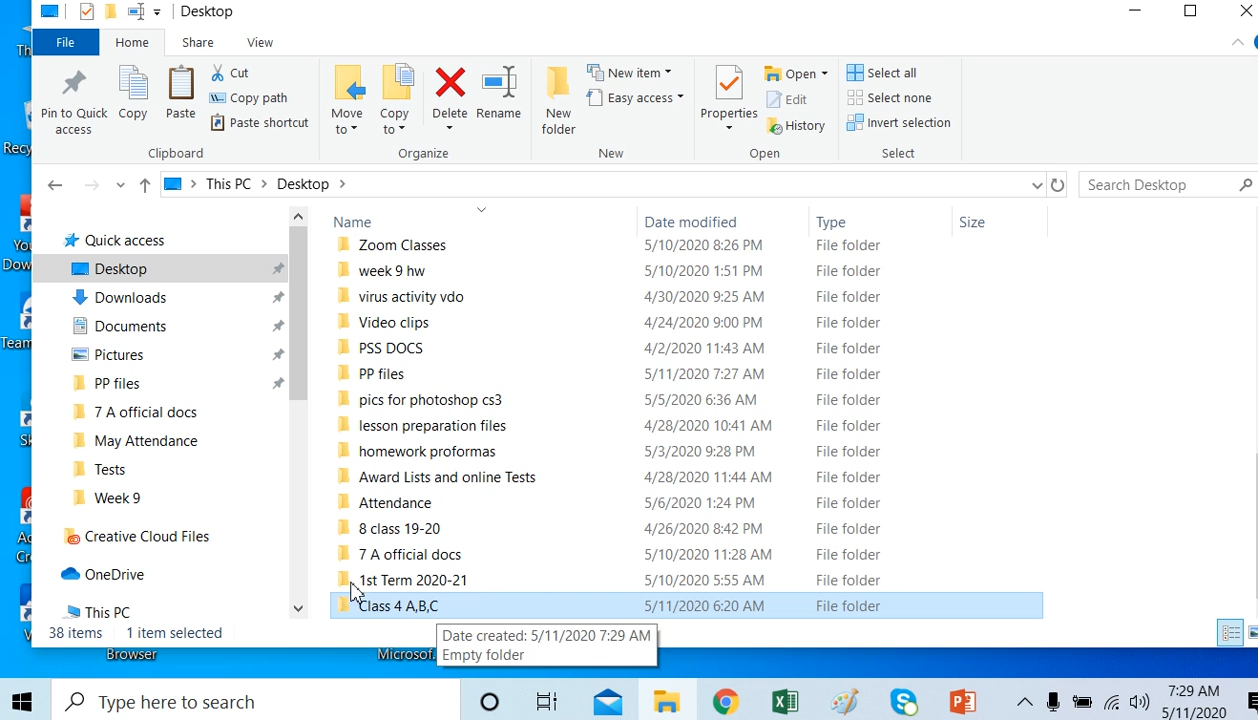 Desktop
File Home Share View
Pin to Quick access
Copy
Paste
Cut
Copy path
Paste shortcut
Clipboard
Move to
Copy to
Delete
Rename
Organize
New folder
New item
Easy access
New
Properties
Open
Edit
History
Open
Select all
Select none
Invert selection
Select
This PC > Desktop >
Search Desktop
Quick access
Desktop
Downloads
Documents
Pictures
PP files
7 A official docs
May Attendance
Tests
Week 9
Creative Cloud Files
OneDrive
This PC
Name Date modified Type Size
Zoom Classes 5/10/2020 8:26 PM File folder
week 9 hw 5/10/2020 1:51 PM File folder
virus activity vdo 4/30/2020 9:25 AM File folder
Video clips 4/24/2020 9:00 PM File folder
PSS DOCS 4/2/2020 11:43 AM File folder
PP files 5/11/2020 7:27 AM File folder
pics for photoshop cs3 5/5/2020 6:36 AM File folder
lesson preparation files 4/28/2020 10:41 AM File folder
homework proformas 5/3/2020 9:28 PM File folder
Award Lists and online Tests 4/28/2020 11:44 AM File folder
Attendance 5/6/2020 1:24 PM File folder
8 class 19-20 4/26/2020 8:42 PM File folder
7 A official docs 5/10/2020 11:28 AM File folder
1st Term 2020-21 5/10/2020 5:55 AM File folder
Class 4 A,B,C 5/11/2020 6:20 AM File folder
Date created: 5/11/2020 7:29 AM
Empty folder
38 items 1 item selected
Browser
Microsof.
Type here to search
7:29 AM
5/11/2020